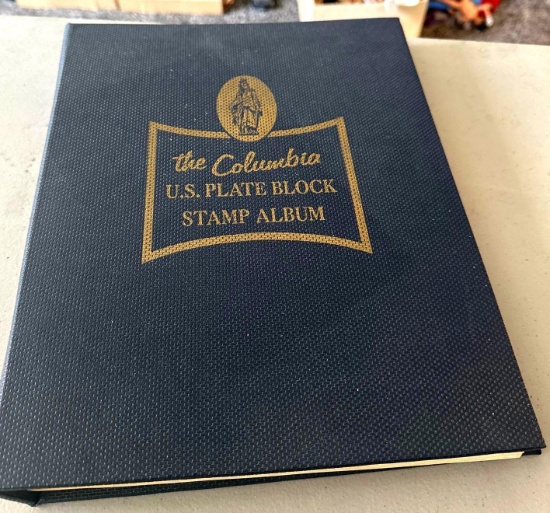 the Columbia
U.S. PLATE BLOCK
STAMP ALBUM